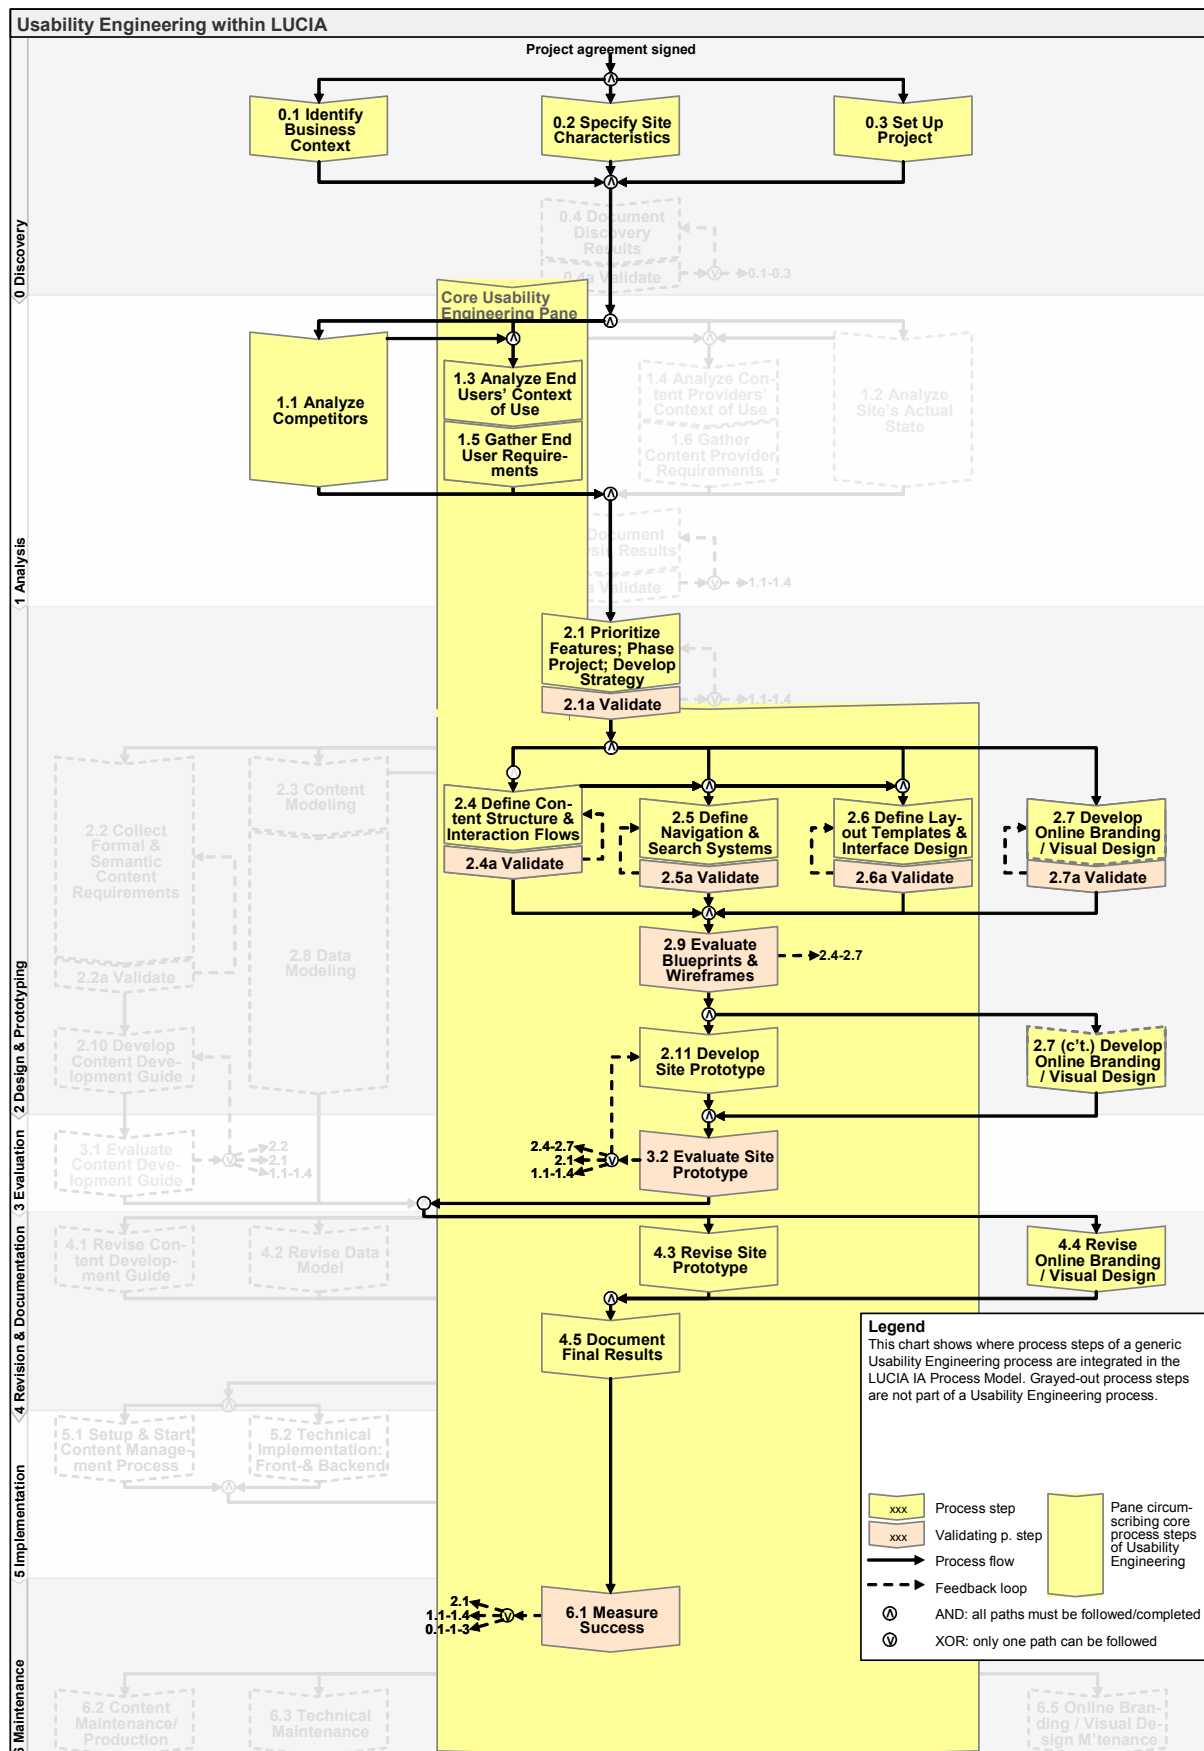 Usability Engineering within LUCIA
Project agreement signed
0.1 Identify
Business
Context
0.2 Specify Site
Characteristics
0.3 Set Up
Project
0.4 Document
Discovery
Results
0.4a Validate
0.1-0.3
0 Discovery
Core Usability
Engineering Pane
1.1 Analyze
Competitors
1.3 Analyze End
Users' Context
of Use
1.5 Gather End
User Require-
ments
1.4 Analyze Con-
tent Providers'
Context of Use
1.6 Gather
Content Provider
Requirements
1.2 Analyze
Site's Actual
State
Document
sis Results
a Validate
1.1-1.4
1 Analysis
2.1 Prioritize
Features; Phase
Project; Develop
Strategy
2.1a Validate
1.1-1.4
2.2 Collect
Formal &
Semantic
Content
Requirements
2.2a Validate
2.3 Content
Modeling
2.8 Data
Modeling
2.4 Define Con-
tent Structure &
Interaction Flows
2.4a Validate
2.5 Define
Navigation &
Search Systems
2.5a Validate
2.6 Define Lay-
out Templates &
Interface Design
2.6a Validate
2.7 Develop
Online Branding
/ Visual Design
2.7a Validate
2.9 Evaluate
Blueprints &
Wireframes
2.4-2.7
2.10 Develop
Content Deve-
lopment Guide
2.11 Develop
Site Prototype
2.7 (c't.) Develop
Online Branding
/ Visual Design
2 Design & Prototyping
3.1 Evaluate
Content Deve-
lopment Guide
2.2
2.1
1.1-1.4
2.4-2.7
2.1
1.1-1.4
3.2 Evaluate Site
Prototype
3 Evaluation
4.1 Revise Con-
tent Develop-
ment Guide
4.2 Revise Data
Model
4.3 Revise Site
Prototype
4.4 Revise
Online Branding
/ Visual Design
4.5 Document
Final Results
4 Revision & Documentation
5.1 Setup & Start
Content Manage-
ment Process
5.2 Technical
Implementation:
Front-& Backend
5 Implementation
2.1
1.1-1.4
0.1-1-3
6.1 Measure
Success
6.2 Content
Maintenance/
Production
6.3 Technical
Maintenance
6.5 Online Bran-
ding / Visual De-
sign M'tenance
6 Maintenance
Legend
This chart shows where process steps of a generic
Usability Engineering process are integrated in the
LUCIA IA Process Model. Grayed-out process steps
are not part of a Usability Engineering process.
xxx Process step
xxx Validating p. step
Process flow
Feedback loop
AND: all paths must be followed/completed
XOR: only one path can be followed
Pane circum-
scribing core
process steps
of Usability
Engineering